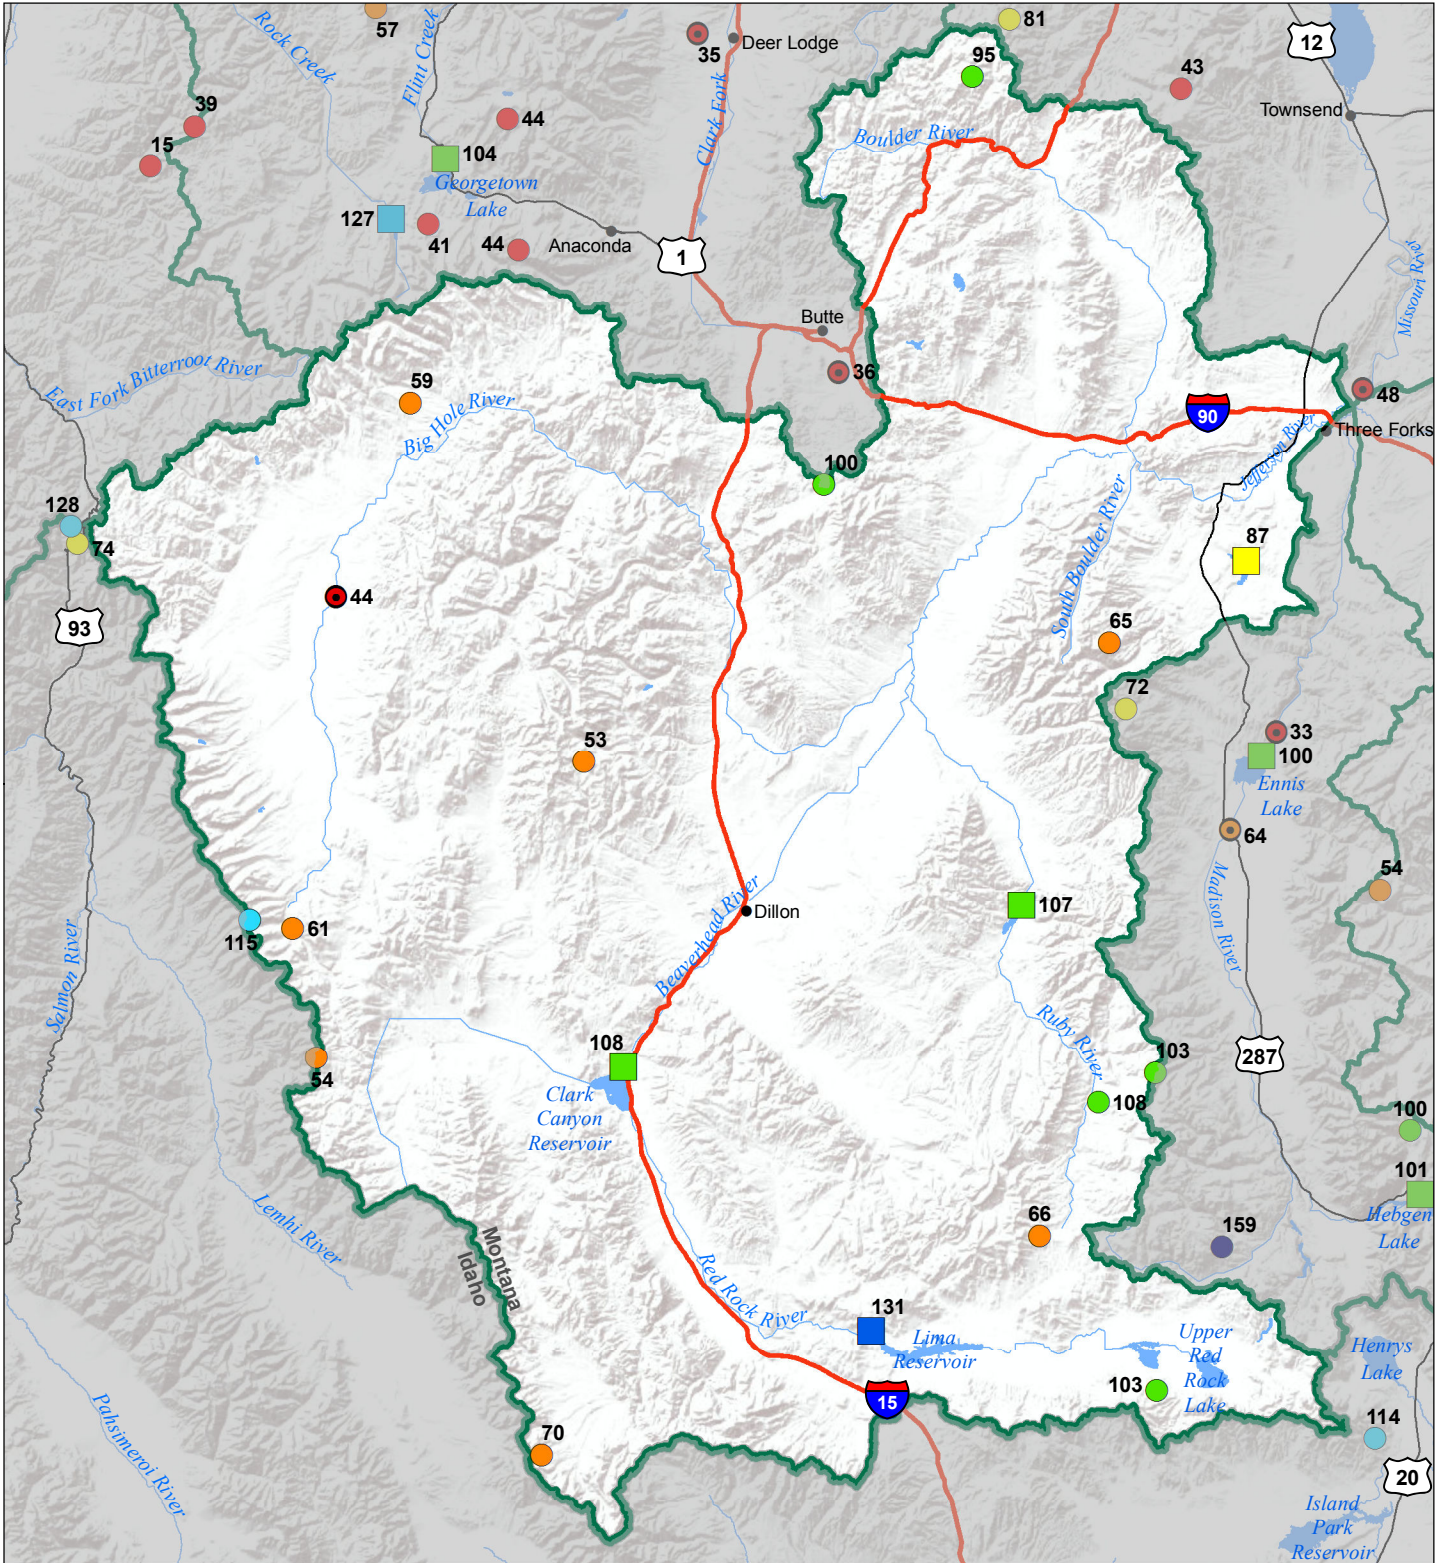 57
Rock Creek
Flint Creek
35
Deer Lodge
Clark Fork
81
95
43
12
Townsend
39
15
44
104
Georgetown
Lake
Boulder River
127
41
44
Anaconda
1
Missouri River
Butte
36
East Fork Bitterroot River
59
Big Hole River
48
90
Three Forks
Jefferson River
100
128
74
87
South Boulder River
44
93
65
72
33
100
Ennis
Lake
53
64
54
Madison River
107
Dillon
Beaverhead River
115
61
Salmon River
Ruby River
54
108
Clark
Canyon
Reservoir
103
287
108
100
101
Hebgen
Lake
Lemhi River
Montana
Idaho
66
159
Red Rock River
131
Lima
Reservoir
Upper
Red
Rock
Lake
Henrys
Lake
103
15
Pahsimeroi River
70
114
20
Island
Park
Reservoir